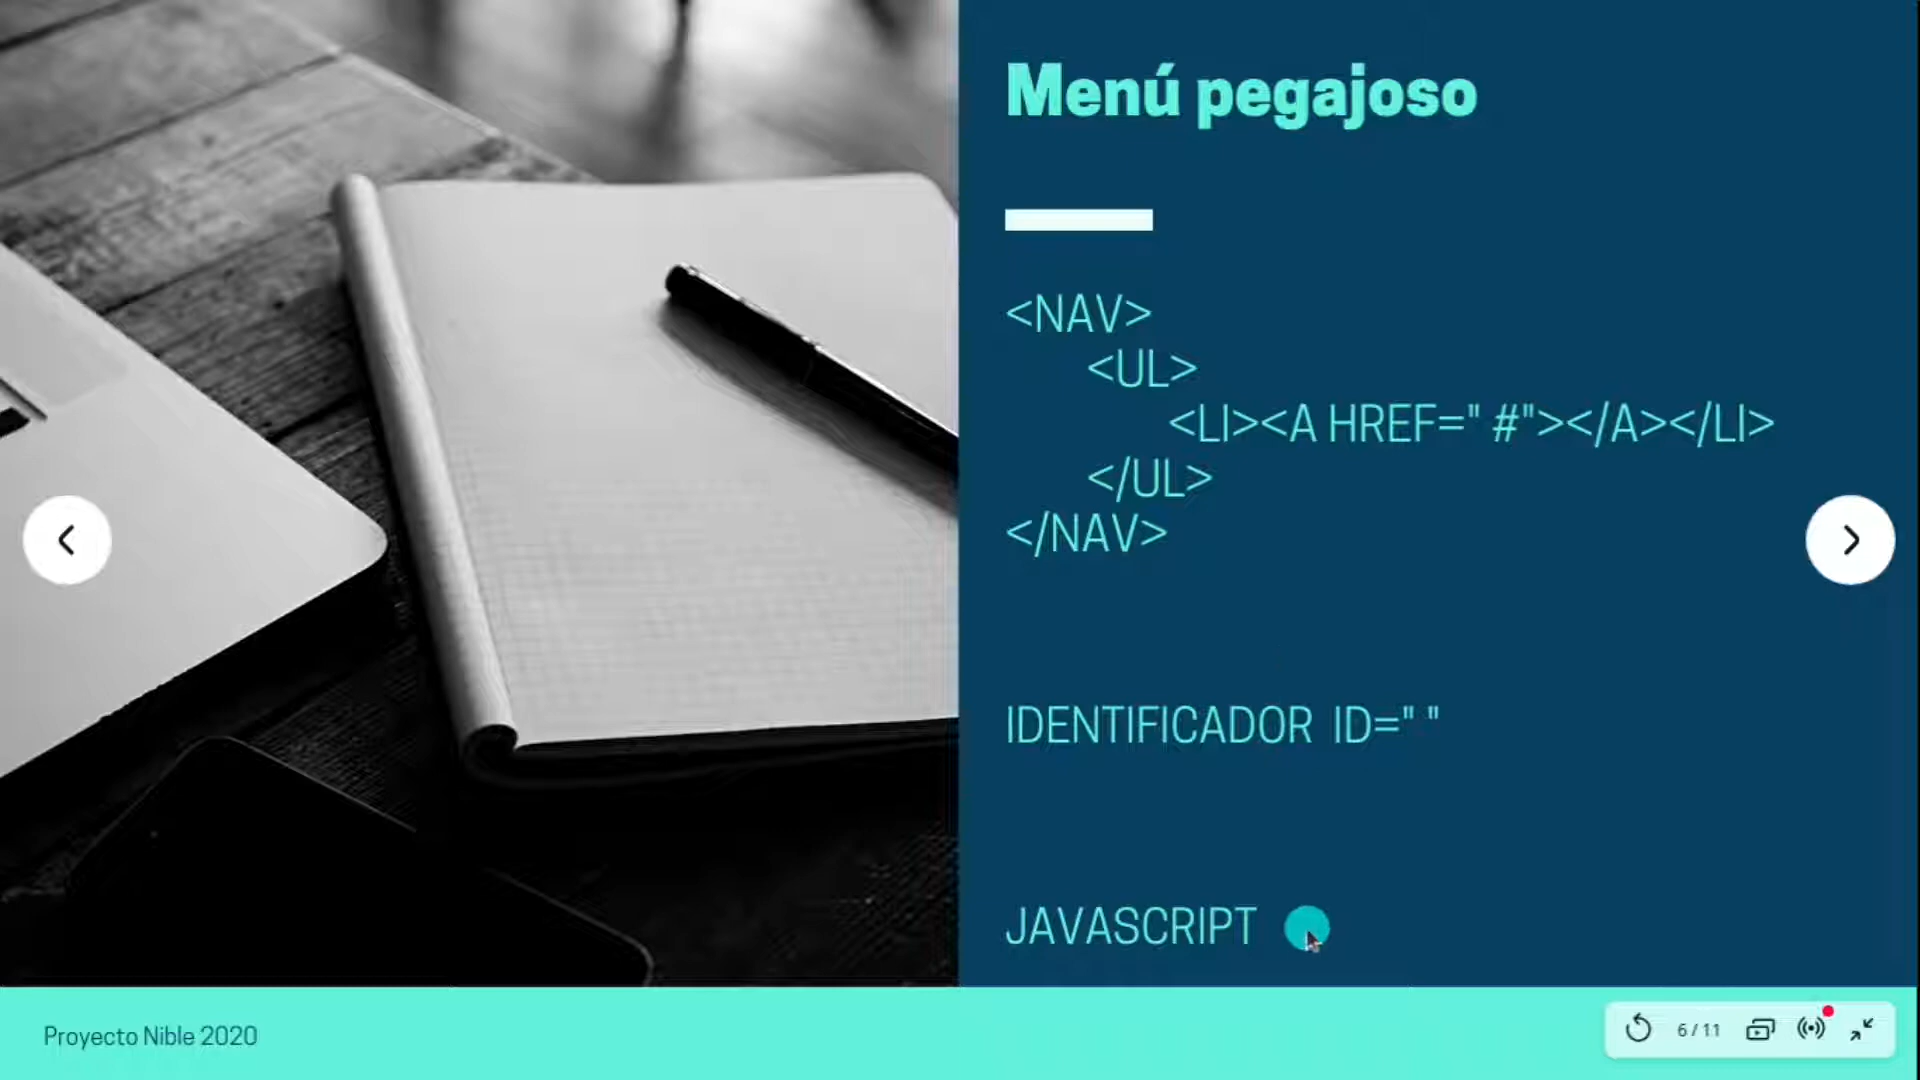 Menú pegajoso
<NAV>
<UL>
<LI><A HREF=" #"></A></LI>
</UL>
</NAV>
IDENTIFICADOR ID=" "
JAVASCRIPT
Proyecto Nible 2020
6 / 11